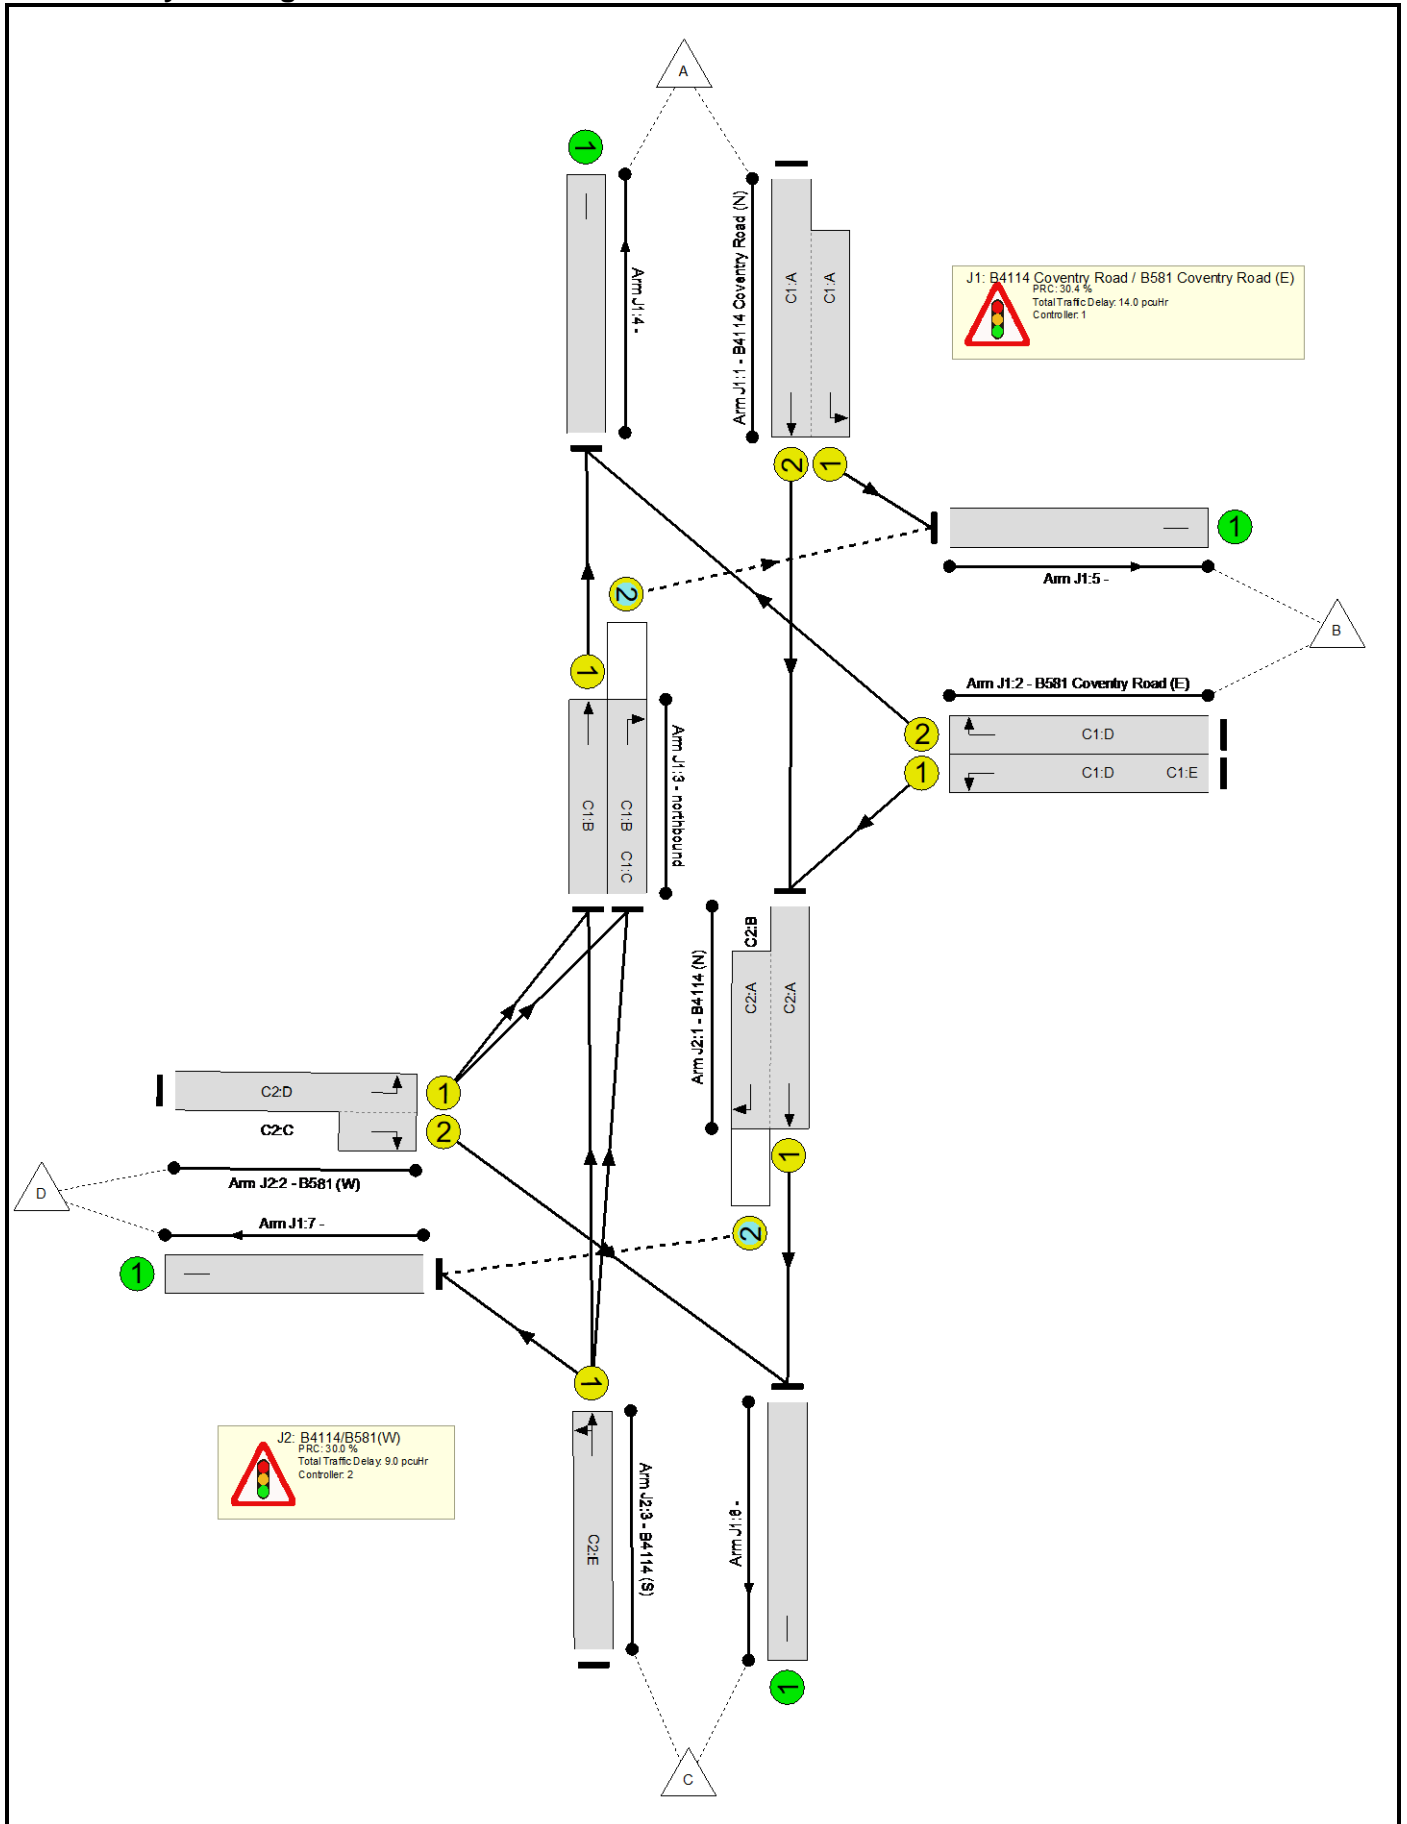 A
1
Arm J1:4 -
Arm J1:1 - B4114 Coventry Road (N)
C1:A
C1:A
J1: B4114 Coventry Road / B581 Coventry Road (E)
PRC: 30.4 %
Total Traffic Delay: 14.0 pcuHr
Controller: 1
2
1
1
Arm J1:5 -
2
B
1
Arm J1:2 - B581 Coventry Road (E)
2
C1:D
1
C1:D C1:E
Arm J1:3 - northbound
C1:B
C1:B C1:C
Arm J2:1 - B4114 (N)
C2:B
C2:A
C2:A
C2:D
1
C2:C
2
1
Arm J2:2 - B581 (W)
D
Arm J1:7 -
2
1
1
J2: B4114/B581(W)
PRC: 30.0 %
Total Traffic Delay: 9.0 pcuHr
Controller: 2
C2:E
Arm J2:3 - B4114 (S)
Arm J1:6 -
1
C